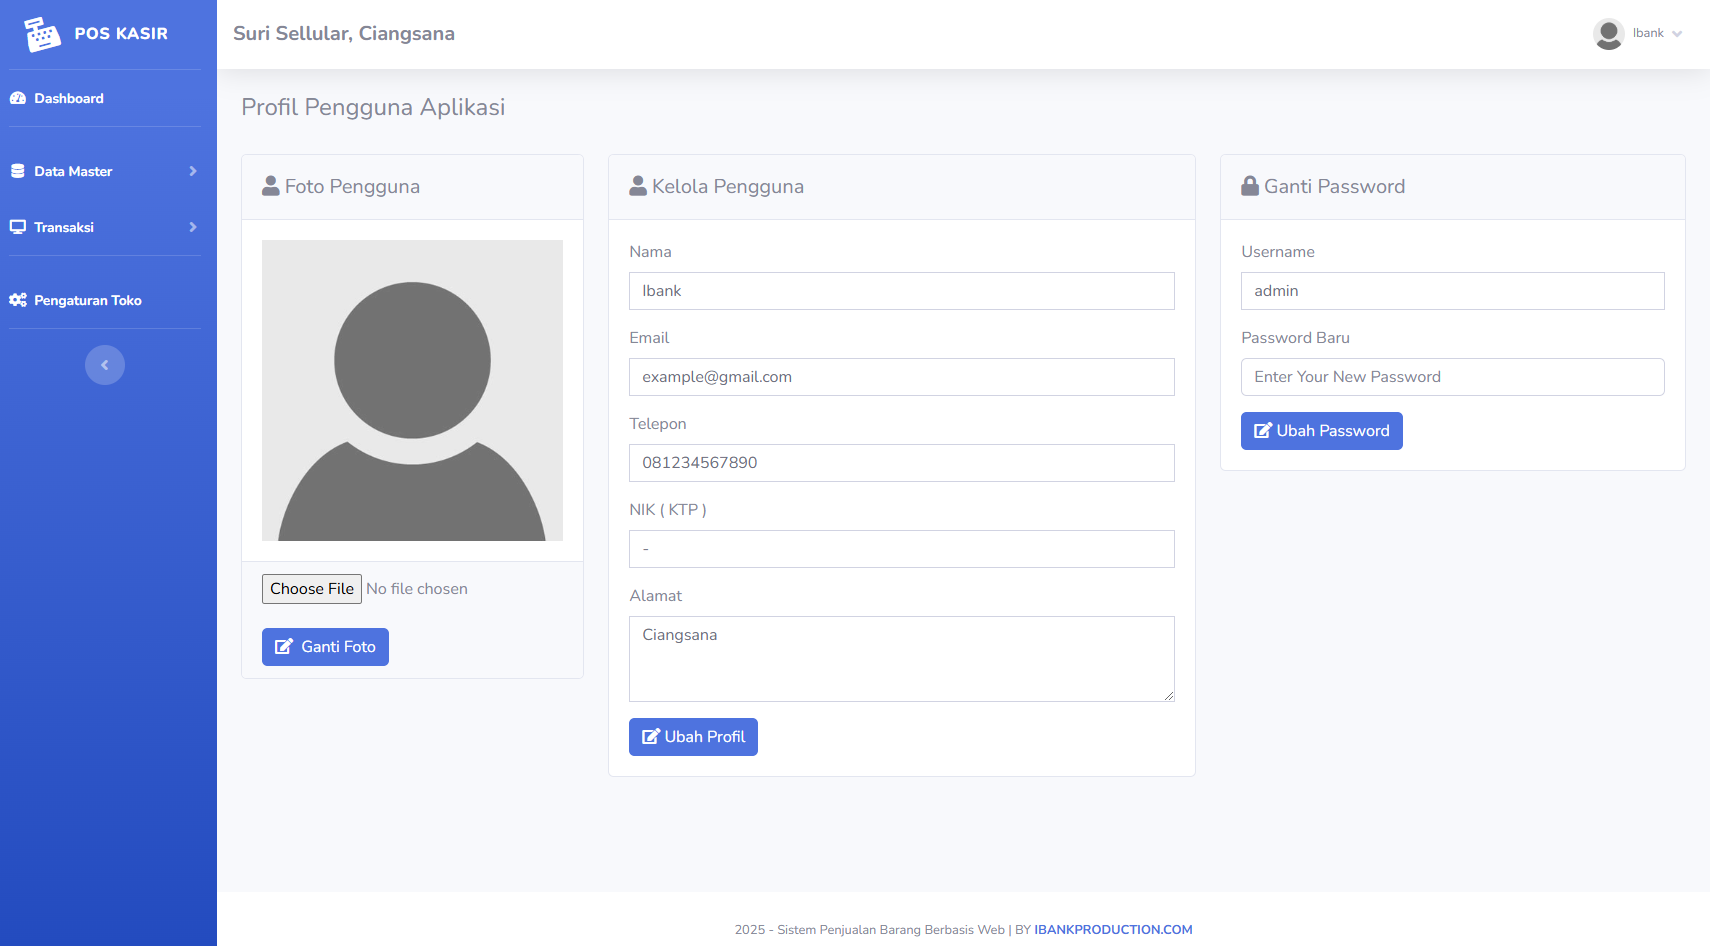 POS KASIR
Dashboard
Data Master
Transaksi
Pengaturan Toko
Suri Sellular, Ciangsana
Ibank
Profil Pengguna Aplikasi
Foto Pengguna
Choose File No file chosen
Ganti Foto
Kelola Pengguna
Nama
Ibank
Email
example@gmail.com
Telepon
081234567890
NIK ( KTP )
-
Alamat
Ciangsana
Ubah Profil
Ganti Password
Username
admin
Password Baru
Enter Your New Password
Ubah Password
2025 - Sistem Penjualan Barang Berbasis Web | BY IBANKPRODUCTION.COM